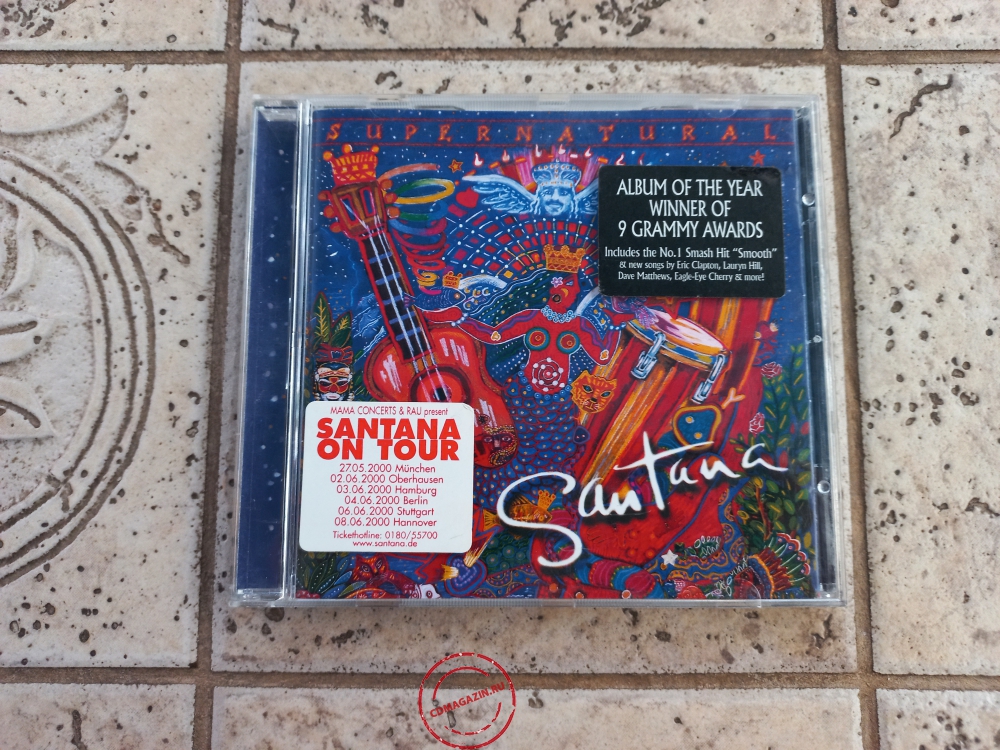 SUPERNATURAL
ALBUM OF THE YEAR
WINNER OF
9 GRAMMY AWARDS
Includes the No.1 Smash Hit "Smooth"
& new songs by Eric Clapton, Lauryn Hill,
Dave Matthews, Eagle-Eye Cherry & more!
MAMA CONCERTS & RAU present
SANTANA
ON TOUR
27.05.2000 München
02.06.2000 Oberhausen
03.06.2000 Hamburg
04.06.2000 Berlin
06.06.2000 Stuttgart
08.06.2000 Hannover
Tickethotline: 0180/55700
www.santana.de
Santana
CDMAGAZIN.RU